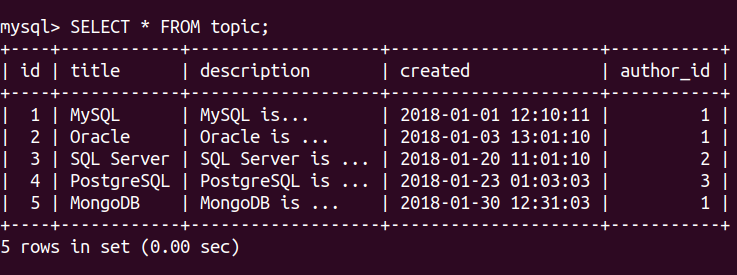 mysql> SELECT * FROM topic;
+----+------------+-------------------+---------------------+-----------+
| id | title      | description       | created             | author_id |
+----+------------+-------------------+---------------------+-----------+
|  1 | MySQL      | MySQL is...       | 2018-01-01 12:10:11 |         1 |
|  2 | Oracle     | Oracle is ...     | 2018-01-03 13:01:10 |         1 |
|  3 | SQL Server | SQL Server is ... | 2018-01-20 11:01:10 |         2 |
|  4 | PostgreSQL | PostgreSQL is ... | 2018-01-23 01:03:03 |         3 |
|  5 | MongoDB    | MongoDB is ...    | 2018-01-30 12:31:03 |         1 |
+----+------------+-------------------+---------------------+-----------+
5 rows in set (0.00 sec)